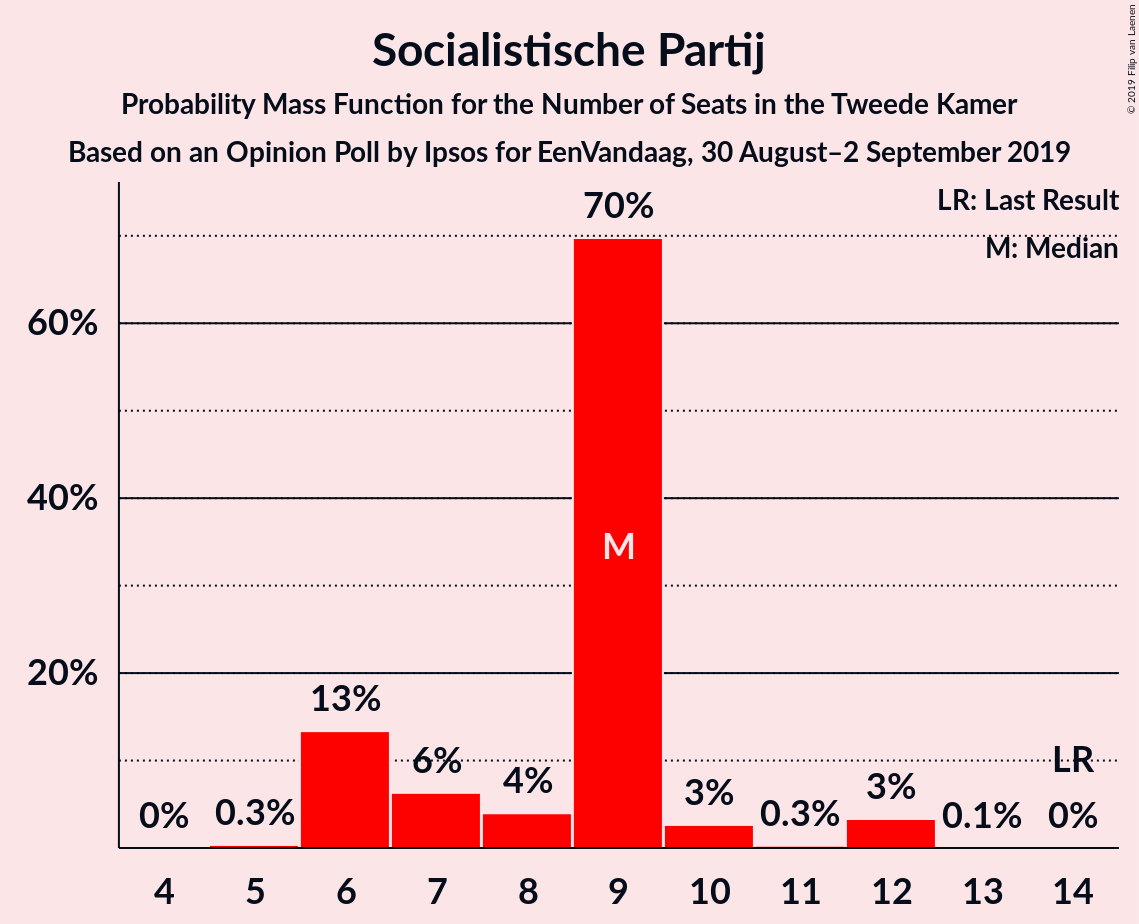 Socialistische Partij
Probability Mass Function for the Number of Seats in the Tweede Kamer
Based on an Opinion Poll by Ipsos for EenVandaag, 30 August–2 September 2019
© 2019 Filip van Laenen
LR: Last Result
M: Median
60%
40%
20%
0%
0.3%
13%
6%
4%
70%
M
3%
0.3%
3%
0.1%
LR
0%
4 5 6 7 8 9 10 11 12 13 14